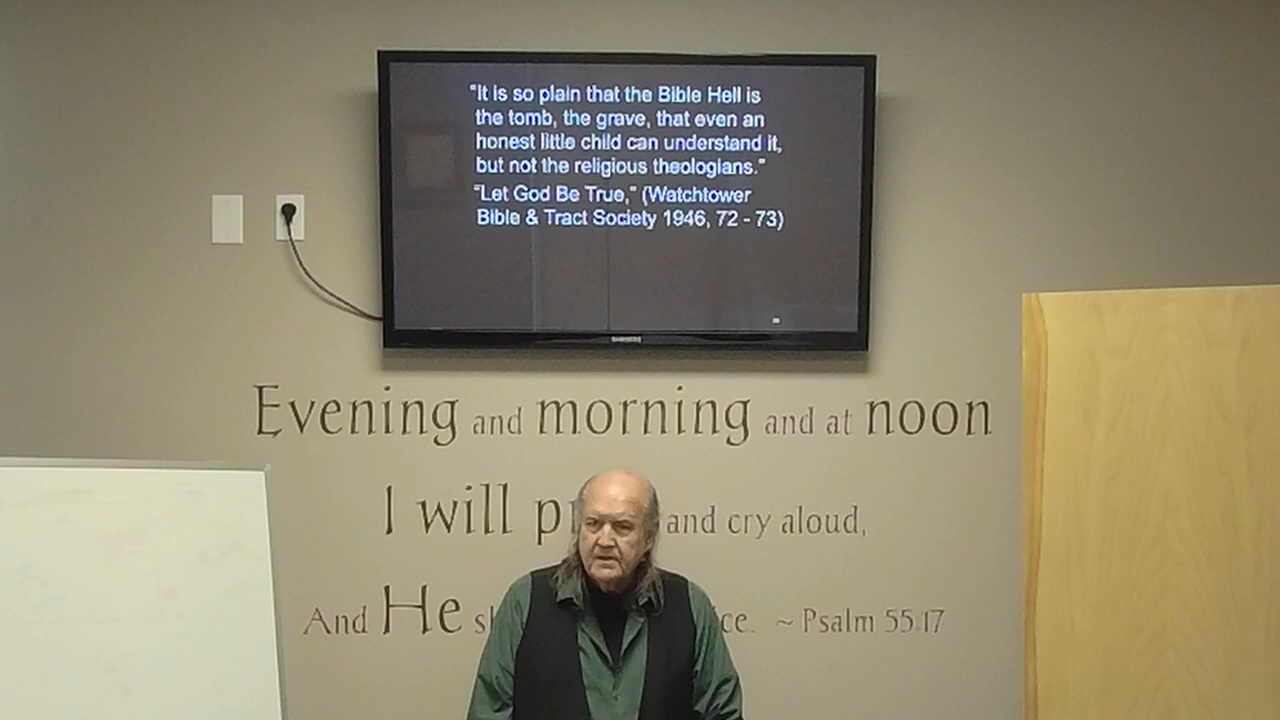 "It is so plain that the Bible Hell is
the tomb, the grave, that even an
honest little child can understand it,
but not the religious theologians."
"Let God Be True," (Watchtower
Bible & Tract Society 1946, 72 - 73)
Evening and morning and at noon
I will and cry aloud,
And He ~ Psalm 55:17